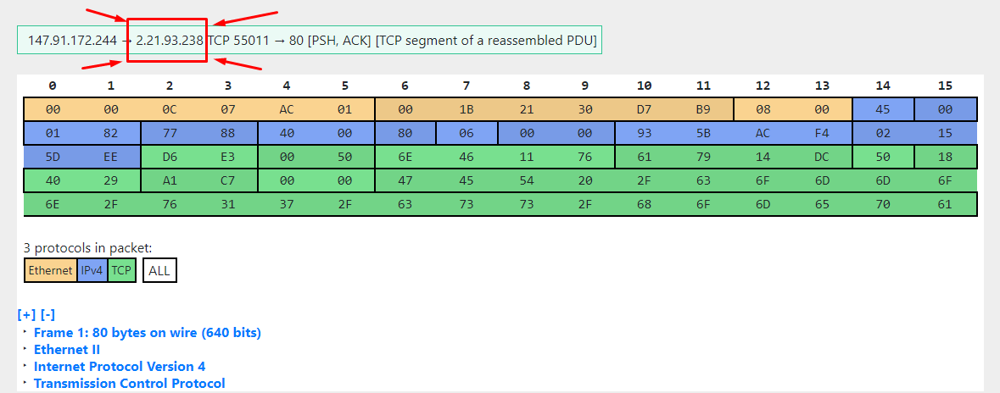 147.91.172.244 → 2.21.93.238 TCP 55011 → 80 [PSH, ACK] [TCP segment of a reassembled PDU]
0 1 2 3 4 5 6 7 8 9 10 11 12 13 14 15
00 00 0C 07 AC 01 00 1B 21 30 D7 B9 08 00 45 00
01 82 77 88 40 00 80 06 00 00 93 5B AC F4 02 15
5D EE D6 E3 00 50 6E 46 11 76 61 79 14 DC 50 18
40 29 A1 C7 00 00 47 45 54 20 2F 63 6F 6D 6D 6F
6E 2F 76 31 37 2F 63 73 73 2F 68 6F 6D 65 70 61
3 protocols in packet:
Ethernet IPv4 TCP ALL
[+] [-]
‣ Frame 1: 80 bytes on wire (640 bits)
‣ Ethernet II
‣ Internet Protocol Version 4
‣ Transmission Control Protocol